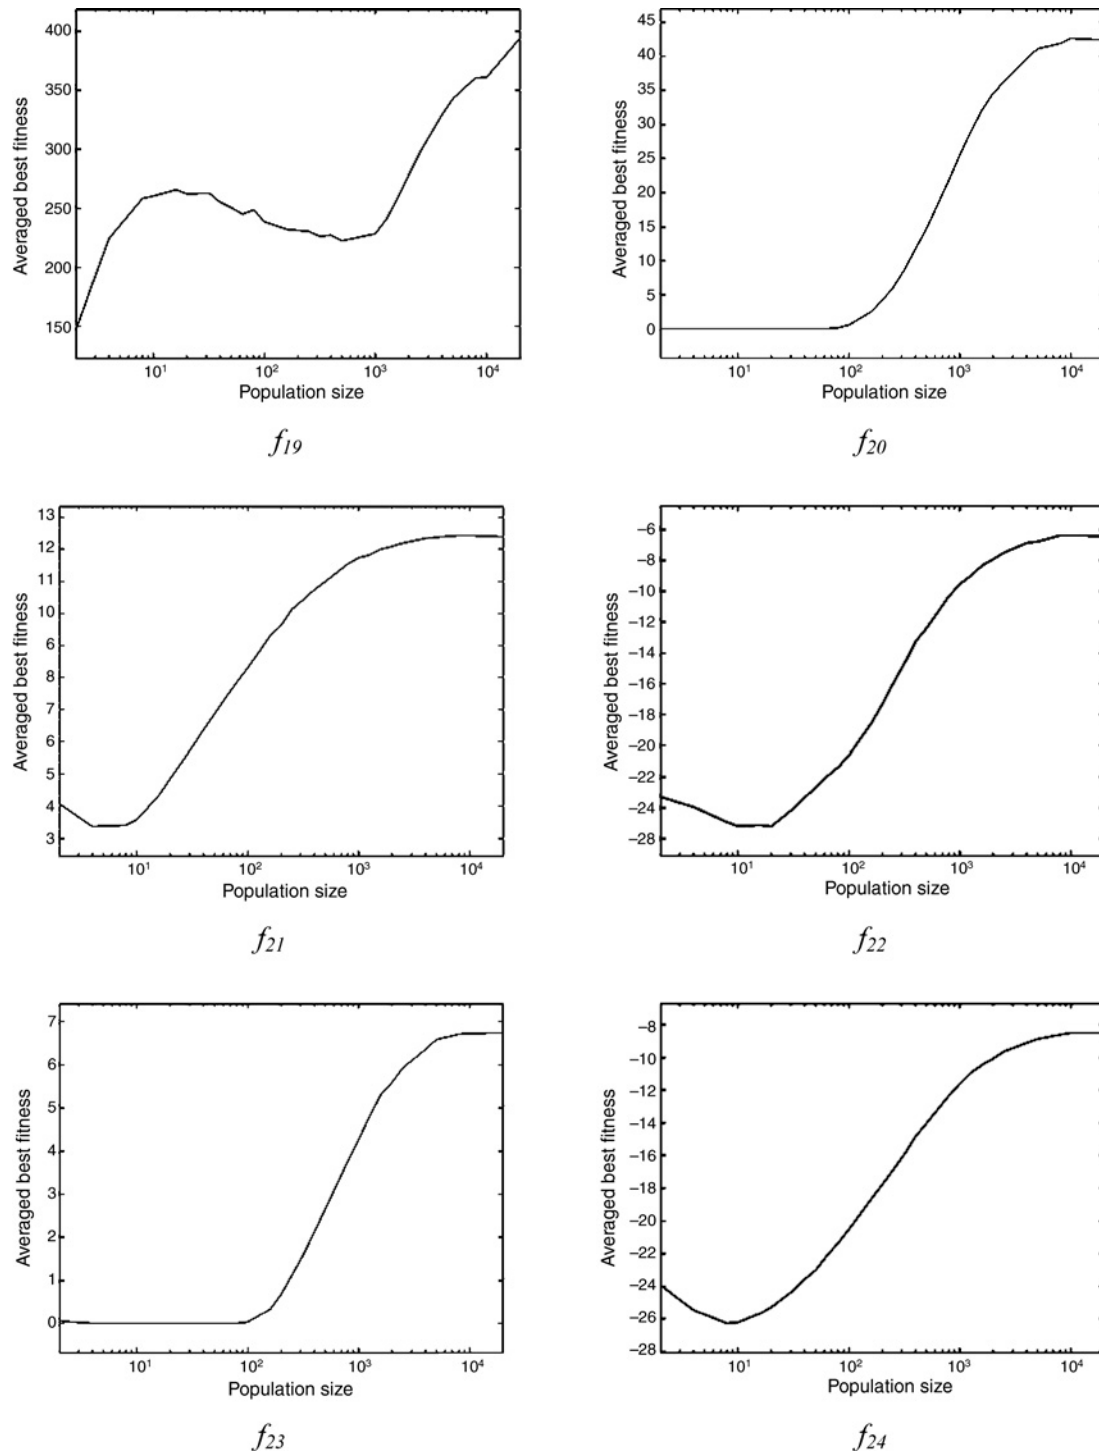 Averaged best fitness
400
350
300
250
200
150
10¹ 10² 10³ 10⁴
Population size
f₁₉
Averaged best fitness
45
40
35
30
25
20
15
10
5
0
10¹ 10² 10³ 10⁴
Population size
f₂₀
Averaged best fitness
13
12
11
10
6
8
7
6
5
4
3
10¹ 10² 10³ 10⁴
Population size
f₂₁
Averaged best fitness
–6
–8
–10
–12
–14
–16
–18
–20
–22
–24
–28
10¹ 10² 10³ 10⁴
Population size
f₂₂
Averaged best fitness
7
6
5
4
3
2
1
0
10¹ 10² 10³ 10⁴
Population size
f₂₃
Averaged best fitness
–8
–10
–12
–14
–16
–18
–20
–22
–24
–26
–28
10¹ 10² 10³ 10⁴
Population size
f₂₄